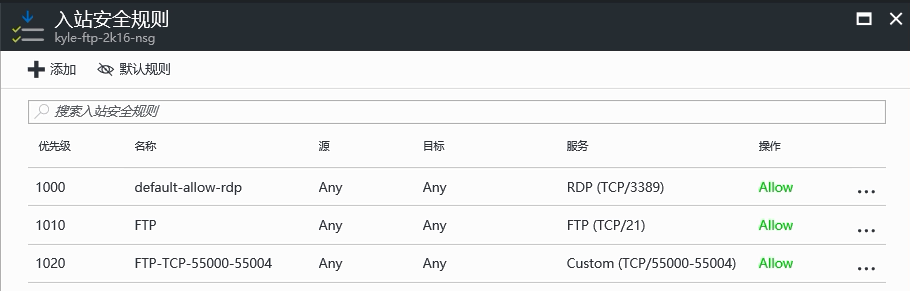 入站安全规则
kyle-ftp-2k16-nsg
添加 默认规则
搜索入站安全规则
优先级 名称 源 目标 服务 操作
1000 default-allow-rdp Any Any RDP (TCP/3389) Allow ...
1010 FTP Any Any FTP (TCP/21) Allow ...
1020 FTP-TCP-55000-55004 Any Any Custom (TCP/55000-55004) Allow ...